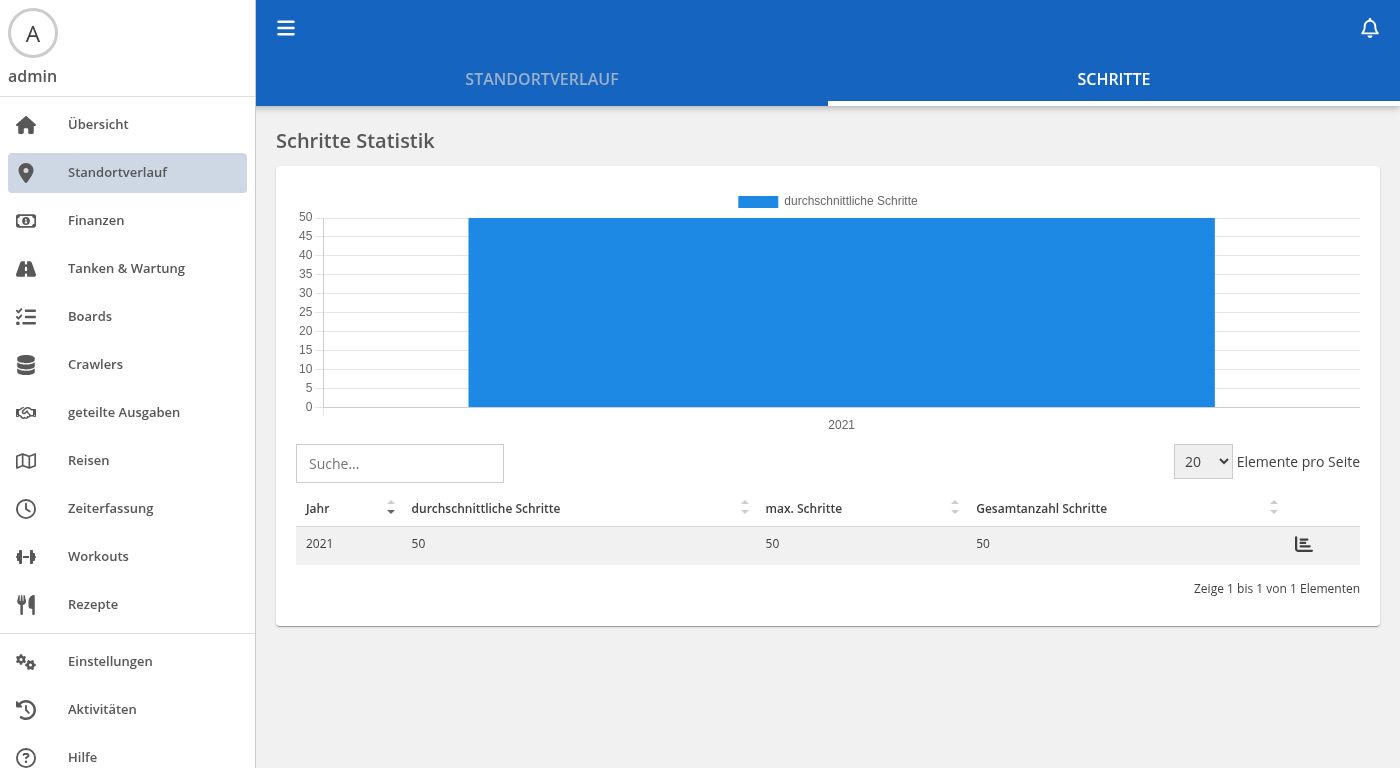 A
admin
Übersicht
Standortverlauf
Finanzen
Tanken & Wartung
Boards
Crawlers
geteilte Ausgaben
Reisen
Zeiterfassung
Workouts
Rezepte
Einstellungen
Aktivitäten
Hilfe
STANDORTVERLAUF SCHRITTE
Schritte Statistik
durchschnittliche Schritte
50
45
40
35
30
25
20
15
10
5
0
2021
Suche... 20 Elemente pro Seite
Jahr durchschnittliche Schritte max. Schritte Gesamtanzahl Schritte
2021 50 50 50
Zeige 1 bis 1 von 1 Elementen